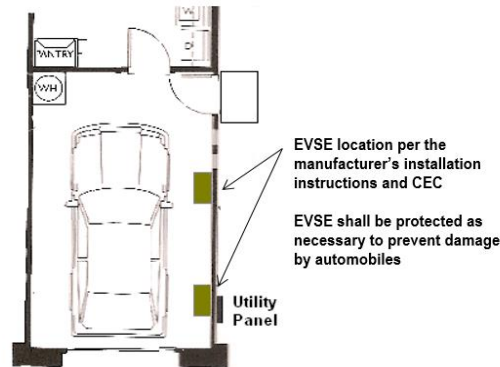 W
D
PANTRY
WH
EVSE location per the
manufacturer's installation
instructions and CEC
EVSE shall be protected as
necessary to prevent damage
by automobiles
Utility
Panel